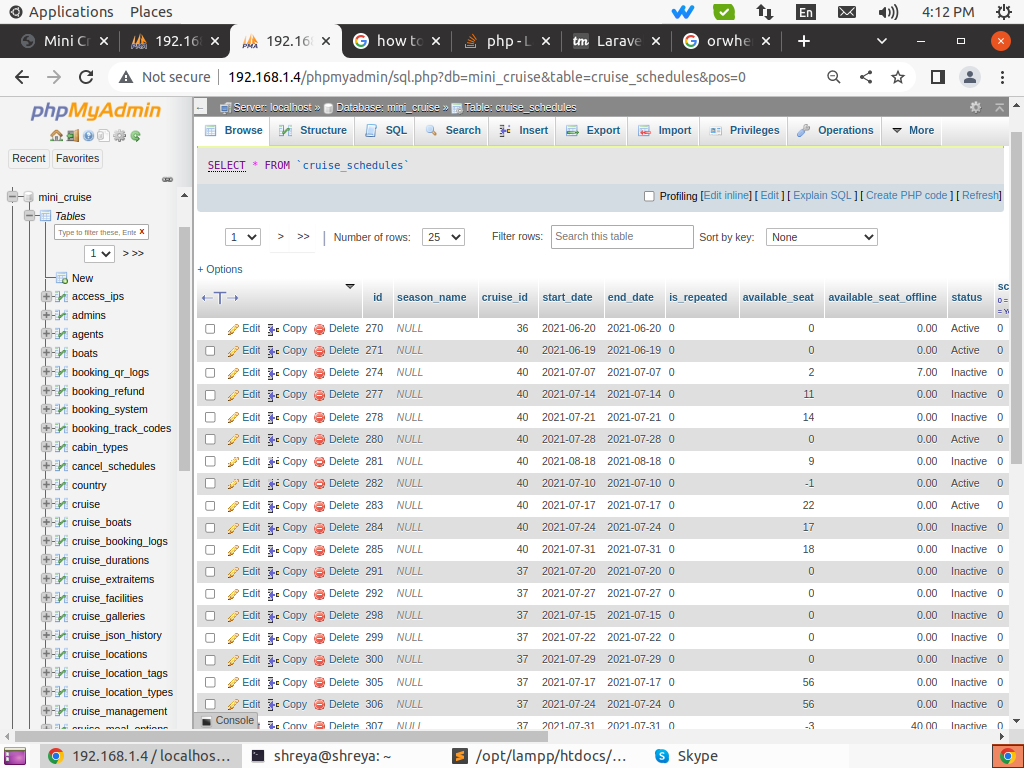 Applications Places En 4:12 PM
Mini Cr 192.16 192.16 how to php - L Larave orwhe
Not secure 192.168.1.4/phpmyadmin/sql.php?db=mini_cruise&table=cruise_schedules&pos=0
phpMyAdmin
Recent Favorites
mini_cruise
Tables
Type to filter these, Ente X
1 > >>
New
access_ips
admins
agents
boats
booking_qr_logs
booking_refund
booking_system
booking_track_codes
cabin_types
cancel_schedules
country
cruise
cruise_boats
cruise_booking_logs
cruise_durations
cruise_extraitems
cruise_facilities
cruise_galleries
cruise_json_history
cruise_locations
cruise_location_tags
cruise_location_types
cruise_management
cruise_meal_options
Server: localhost » Database: mini_cruise » Table: cruise_schedules
Browse Structure SQL Search Insert Export Import Privileges Operations More
SELECT * FROM `cruise_schedules`
Profiling [Edit inline] [ Edit ] [ Explain SQL ] [ Create PHP code ] [ Refresh]
1 > >> | Number of rows: 25 Filter rows: Search this table Sort by key: None
+ Options
←T→ id season_name cruise_id start_date end_date is_repeated available_seat available_seat_offline status sc
0 =
= Ye
Edit Copy Delete 270 NULL 36 2021-06-20 2021-06-20 0 0 0.00 Active 0
Edit Copy Delete 271 NULL 40 2021-06-19 2021-06-19 0 0 0.00 Active 0
Edit Copy Delete 274 NULL 40 2021-07-07 2021-07-07 0 2 7.00 Inactive 0
Edit Copy Delete 277 NULL 40 2021-07-14 2021-07-14 0 11 0.00 Inactive 0
Edit Copy Delete 278 NULL 40 2021-07-21 2021-07-21 0 14 0.00 Inactive 0
Edit Copy Delete 280 NULL 40 2021-07-28 2021-07-28 0 0 0.00 Active 0
Edit Copy Delete 281 NULL 40 2021-08-18 2021-08-18 0 9 0.00 Inactive 0
Edit Copy Delete 282 NULL 40 2021-07-10 2021-07-10 0 -1 0.00 Active 0
Edit Copy Delete 283 NULL 40 2021-07-17 2021-07-17 0 22 0.00 Active 0
Edit Copy Delete 284 NULL 40 2021-07-24 2021-07-24 0 17 0.00 Inactive 0
Edit Copy Delete 285 NULL 40 2021-07-31 2021-07-31 0 18 0.00 Inactive 0
Edit Copy Delete 291 NULL 37 2021-07-20 2021-07-20 0 0 0.00 Inactive 0
Edit Copy Delete 292 NULL 37 2021-07-27 2021-07-27 0 0 0.00 Inactive 0
Edit Copy Delete 298 NULL 37 2021-07-15 2021-07-15 0 0 0.00 Inactive 0
Edit Copy Delete 299 NULL 37 2021-07-22 2021-07-22 0 0 0.00 Inactive 0
Edit Copy Delete 300 NULL 37 2021-07-29 2021-07-29 0 0 0.00 Inactive 0
Edit Copy Delete 305 NULL 37 2021-07-17 2021-07-17 0 56 0.00 Inactive 0
Edit Copy Delete 306 NULL 37 2021-07-24 2021-07-24 0 56 0.00 Inactive 0
Edit Copy Delete 307 NULL 37 2021-07-31 2021-07-31 0 -3 40.00 Inactive 0
Console
192.168.1.4 / localhos... shreya@shreya: ~ /opt/lampp/htdocs/... Skype